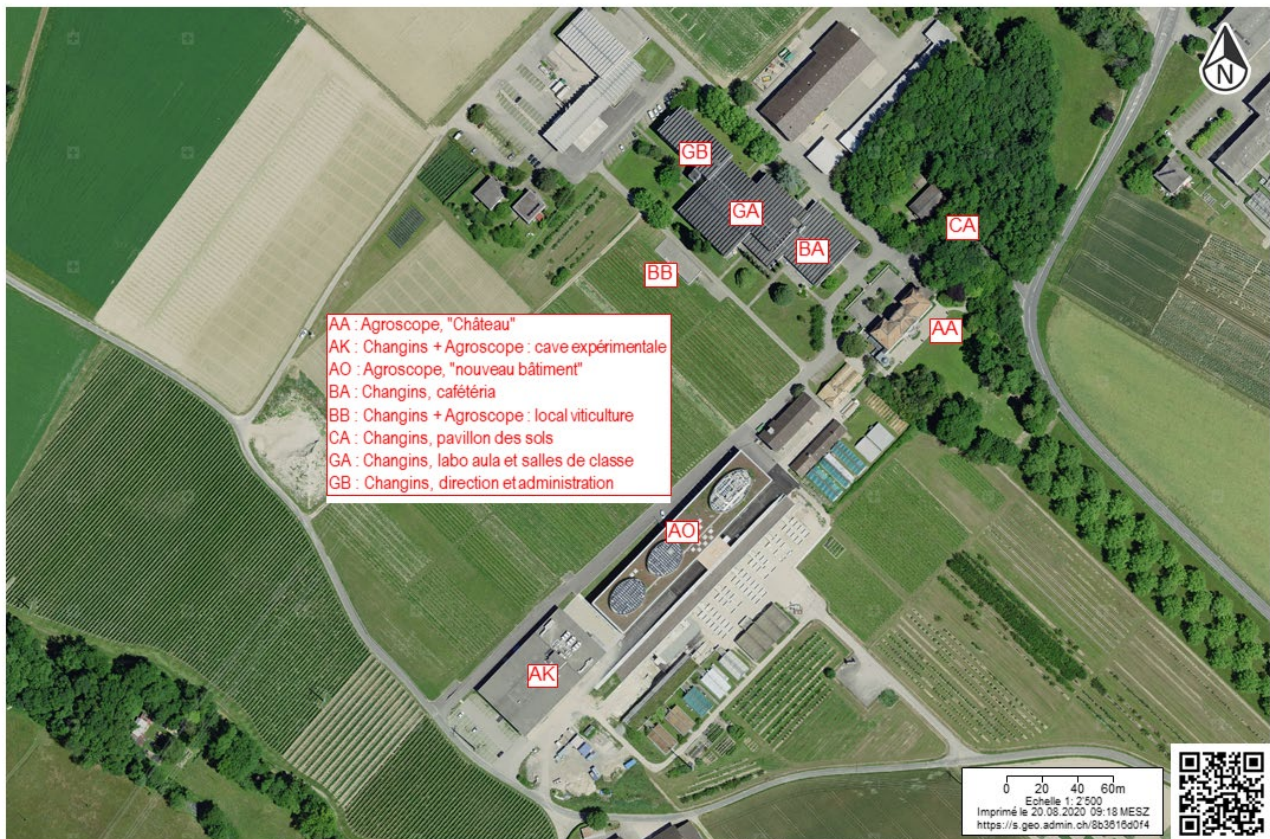 N
GB
GA
CA
BA
BB
AA
AA : Agroscope, "Château"
AK : Changins + Agroscope : cave expérimentale
AO : Agroscope, "nouveau bâtiment"
BA : Changins, cafétéria
BB : Changins + Agroscope : local viticulture
CA : Changins, pavillon des sols
GA : Changins, labo aula et salles de classe
GB : Changins, direction et administration
AO
AK
0 20 40 60m
Echelle 1: 2'500
Imprimé le 20.08.2020 09:18 MESZ
https://s.geo.admin.ch/8b3616d0f4